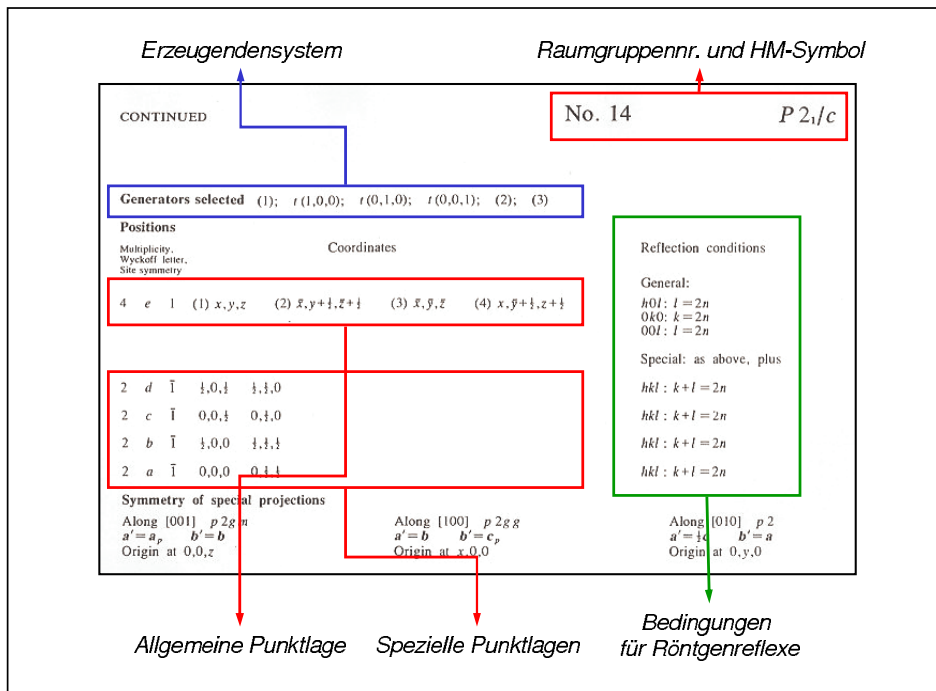 Erzeugendensystem
Raumgruppennr. und HM-Symbol
CONTINUED
No. 14 P 2₁/c
Generators selected (1); t(1,0,0); t(0,1,0); t(0,0,1); (2); (3)
Positions
Multiplicity,
Wyckoff letter,
Site symmetry
Coordinates
Reflection conditions
General:
4 e 1 (1) x,y,z (2) x̄,y+½,z̄+½ (3) x̄,ȳ,z̄ (4) x,ȳ+½,z+½
h0l: l=2n
0k0: k=2n
00l: l=2n
Special: as above, plus
2 d 1̄ ½,0,½ ½,½,0 hkl: k+l=2n
2 c 1̄ 0,0,½ 0,½,0 hkl: k+l=2n
2 b 1̄ ½,0,0 ½,½,½ hkl: k+l=2n
2 a 1̄ 0,0,0 0,½,½ hkl: k+l=2n
Symmetry of special projections
Along [001] p2gm Along [100] p2gg Along [010] p2
a′=aₚ b′=b a′=b b′=cₚ a′=½c b′=a
Origin at 0,0,z Origin at x,0,0 Origin at 0,y,0
Allgemeine Punktlage
Spezielle Punktlagen
Bedingungen
für Röntgenreflexe